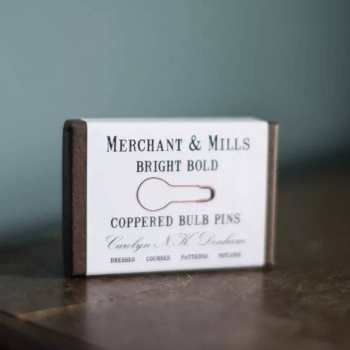 MERCHANT & MILLS
BRIGHT BOLD
COPPERED BULB PINS
Carolyn N.K. Denham
DRESSES COURSES PATTERNS NOTIONS